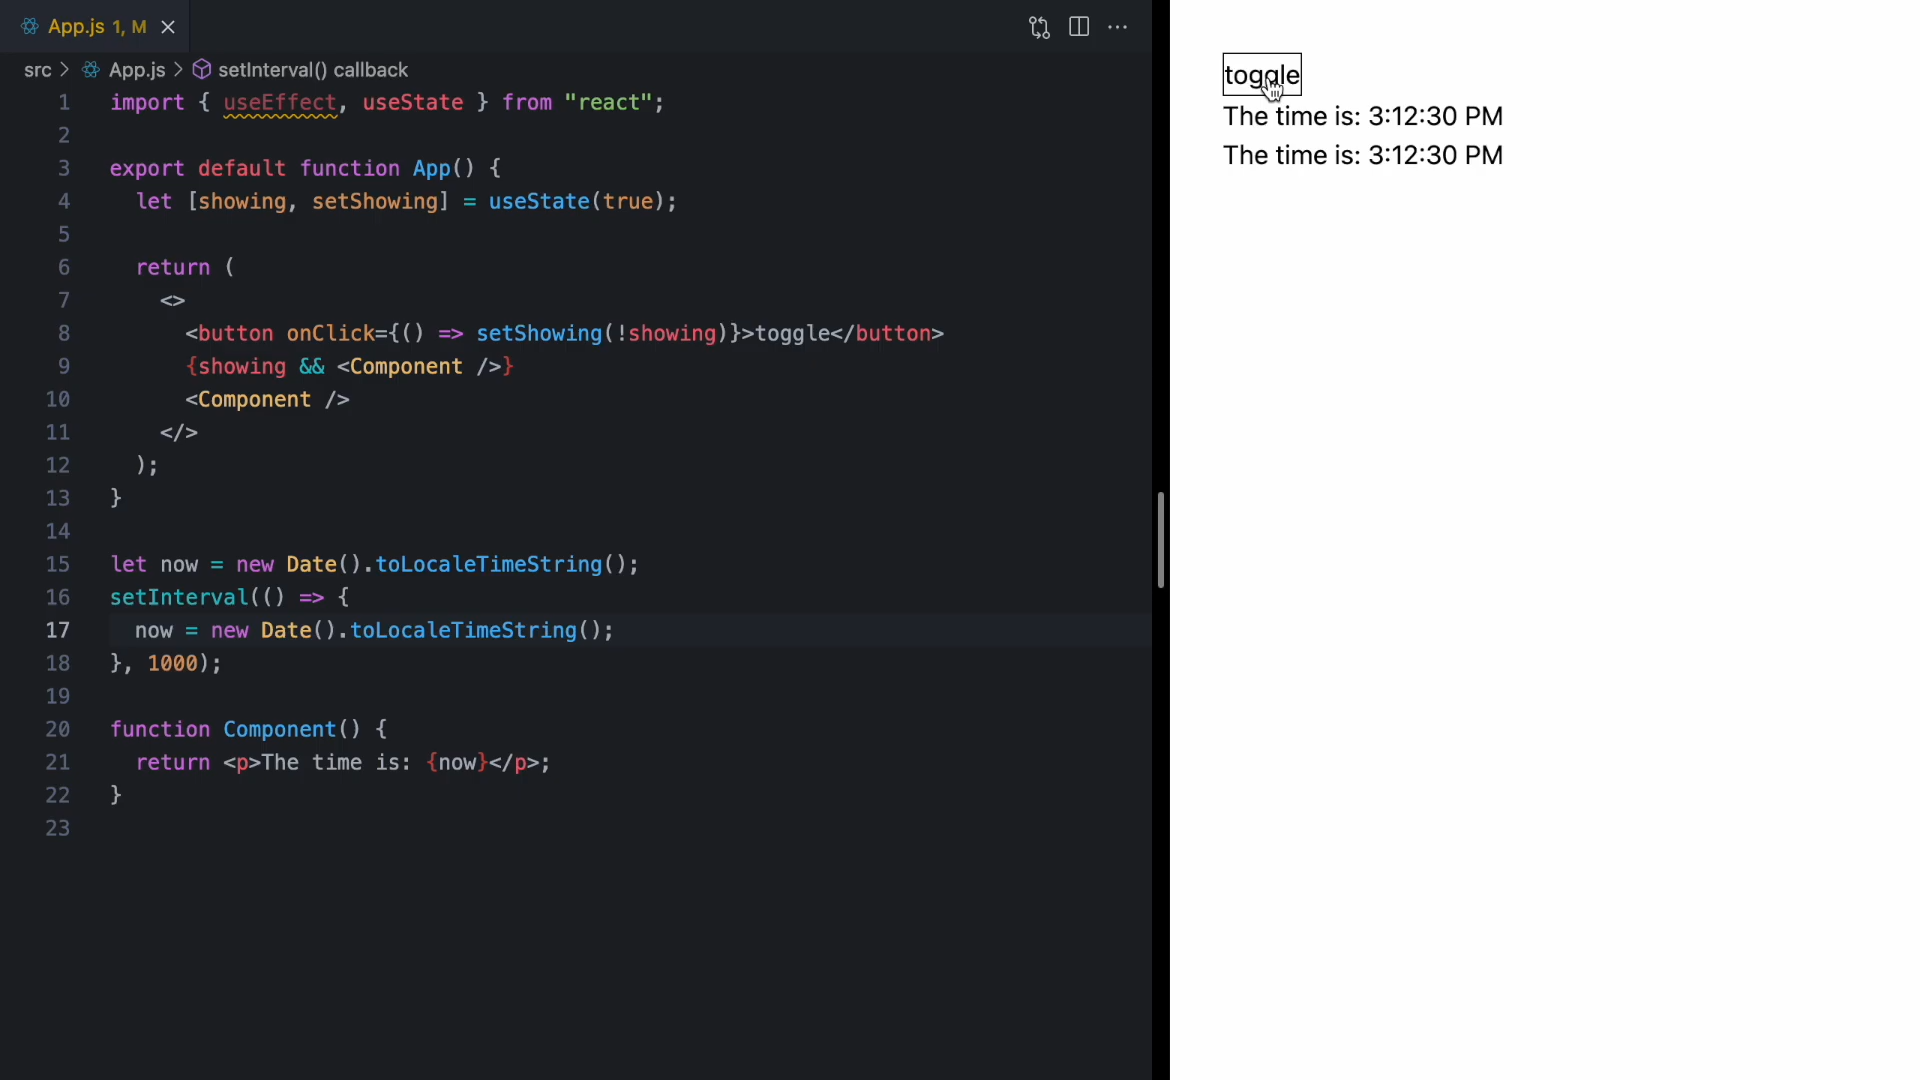 App.js 1, M
src > App.js > setInterval() callback
1 import { useEffect, useState } from "react";
2
3 export default function App() {
4 let [showing, setShowing] = useState(true);
5
6 return (
7 <>
8 <button onClick={() => setShowing(!showing)}>toggle</button>
9 {showing && <Component />}
10 <Component />
11 </>
12 );
13 }
14
15 let now = new Date().toLocaleTimeString();
16 setInterval(() => {
17 now = new Date().toLocaleTimeString();
18 }, 1000);
19
20 function Component() {
21 return <p>The time is: {now}</p>;
22 }
23
toggle
The time is: 3:12:30 PM
The time is: 3:12:30 PM